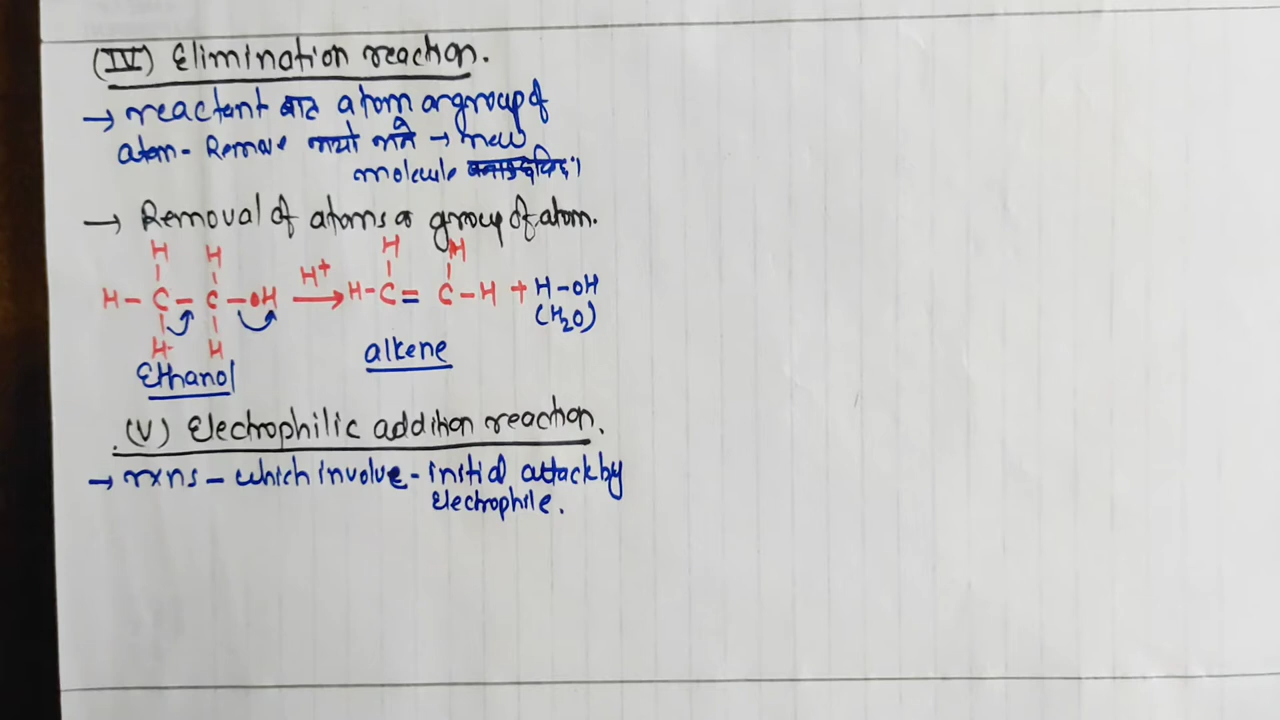 (IV) Elimination reaction.
→ reactant बाट atom or group of
atom - Remove गर्यो भने → new
molecule
→ Removal of atoms or group of atom.
H H H H
H - C - C - OH H+ → H - C = C - H + H - OH
H H (H2O)
Ethanol alkene
(V) Electrophilic addition reaction.
→ rxns - which involve - initial attack by
Electrophile.